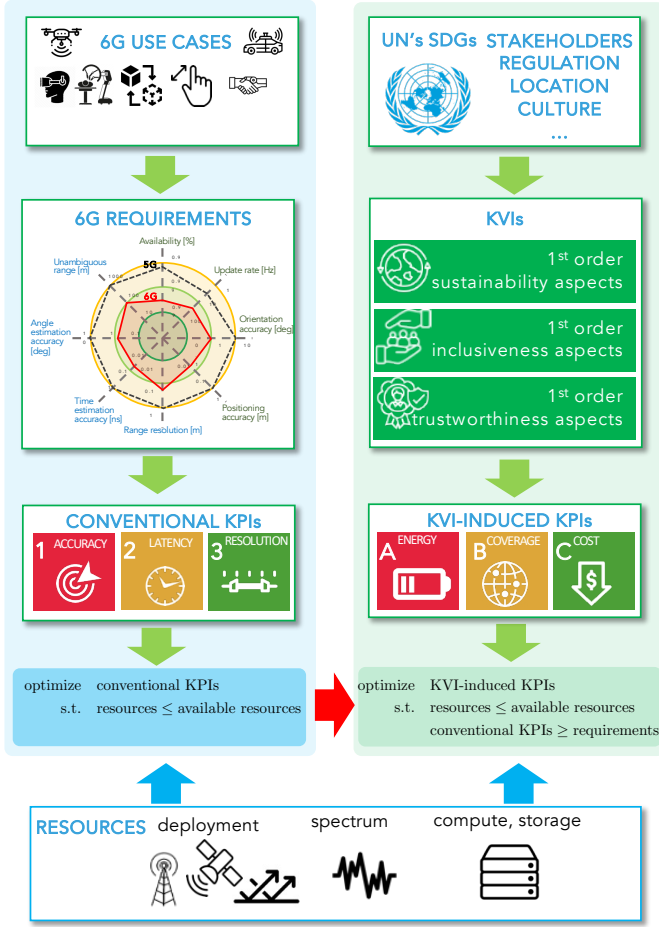 6G USE CASES
UN's SDGs
STAKEHOLDERS
REGULATION
LOCATION
CULTURE
...
6G REQUIREMENTS
Availability [%]
Unambiguous
range [m]
5G
Update rate [Hz]
6G
Angle
estimation
accuracy
[deg]
Orientation
accuracy [deg]
Time
estimation
accuracy [ns]
Positioning
accuracy [m]
Range resolution [m]
KVIs
1st order
sustainability aspects
1st order
inclusiveness aspects
1st order
trustworthiness aspects
CONVENTIONAL KPIs
1 ACCURACY
2 LATENCY
3 RESOLUTION
KVI-INDUCED KPIs
A ENERGY
B COVERAGE
C COST
$
optimize conventional KPIs
s.t. resources ≤ available resources
optimize KVI-induced KPIs
s.t. resources ≤ available resources
conventional KPIs ≥ requirements
RESOURCES
deployment
spectrum
compute, storage